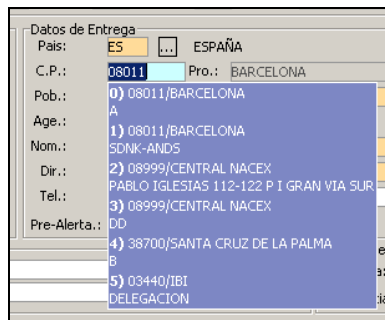 Datos de Entrega
Pais: ES ... ESPAÑA
C.P.: 08011 Pro.: BARCELONA
Pob.:
Age.:
Nom.:
Dir.:
Tel.:
Pre-Alerta.:
0) 08011/BARCELONA
A
1) 08011/BARCELONA
SDNK-ANDS
2) 08999/CENTRAL NACEX
PABLO IGLESIAS 112-122 P I GRAN VIA SUR
3) 08999/CENTRAL NACEX
DD
4) 38700/SANTA CRUZ DE LA PALMA
B
5) 03440/IBI
DELEGACION